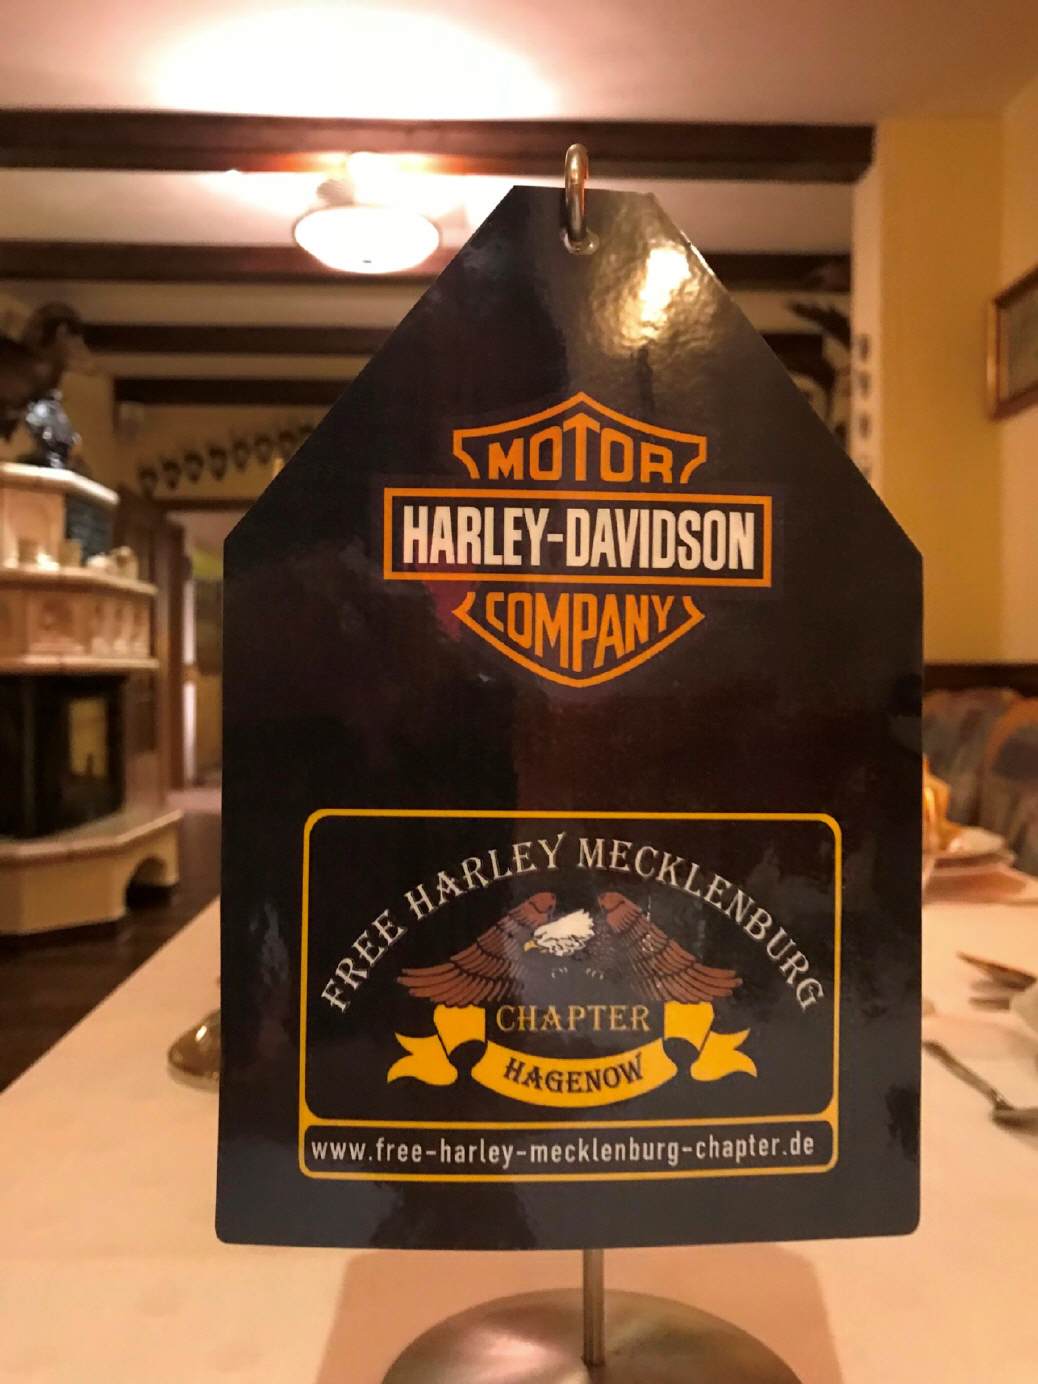 MOTOR
HARLEY-DAVIDSON
COMPANY
FREE HARLEY MECKLENBURG
CHAPTER
HAGENOW
www.free-harley-mecklenburg-chapter.de